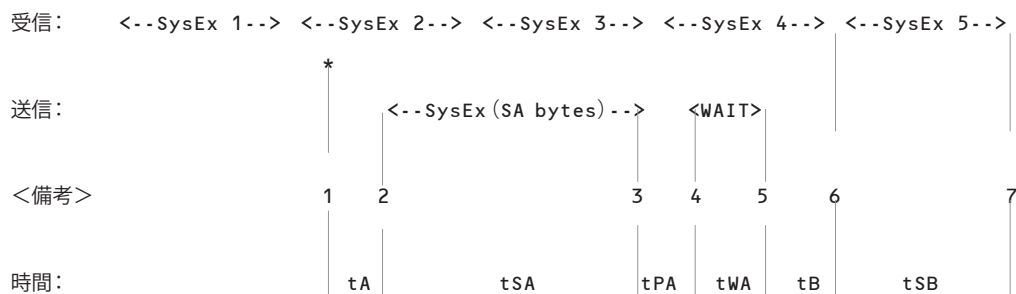 受信： <--SysEx 1--> <--SysEx 2--> <--SysEx 3--> <--SysEx 4--> <--SysEx 5-->
*
送信： <--SysEx(SA bytes)--> <WAIT>
＜備考＞ 1 2 3 4 5 6 7
時間： tA tSA tPA tWA tB tSB